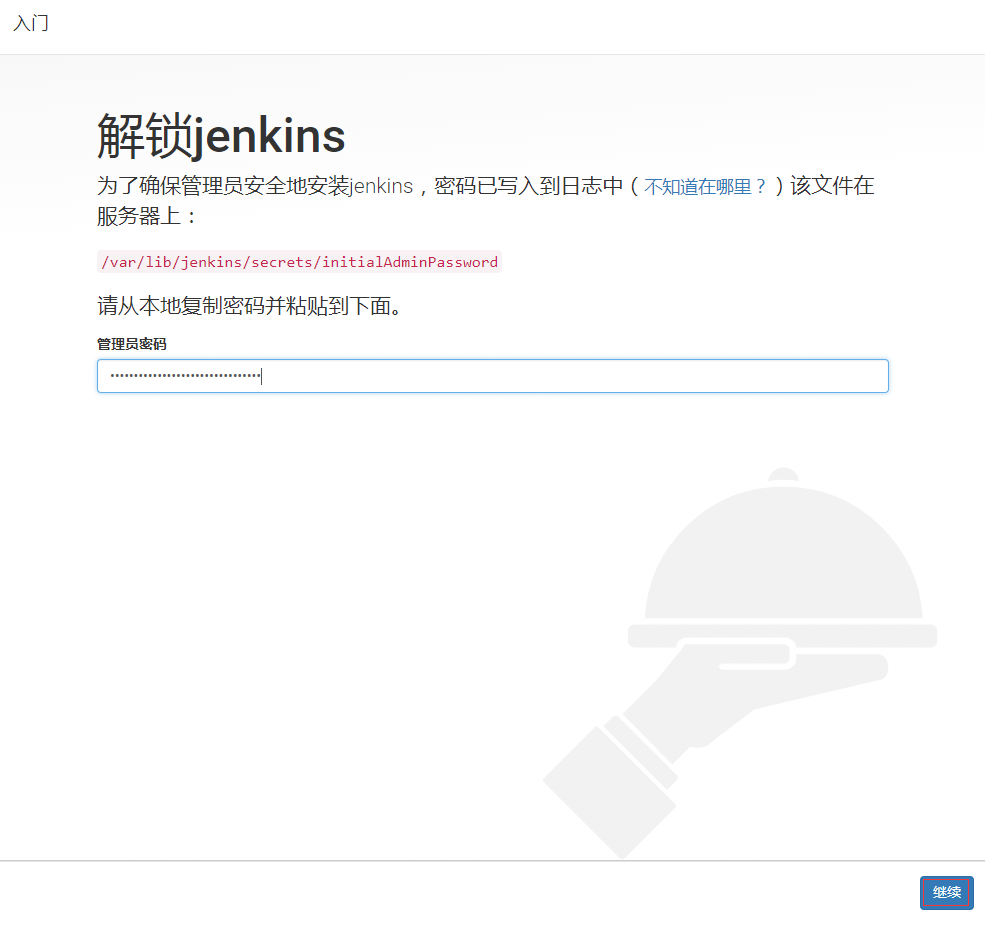 入门
解锁jenkins
为了确保管理员安全地安装jenkins，密码已写入到日志中（不知道在哪里？）该文件在
服务器上：
/var/lib/jenkins/secrets/initialAdminPassword
请从本地复制密码并粘贴到下面。
管理员密码
继续